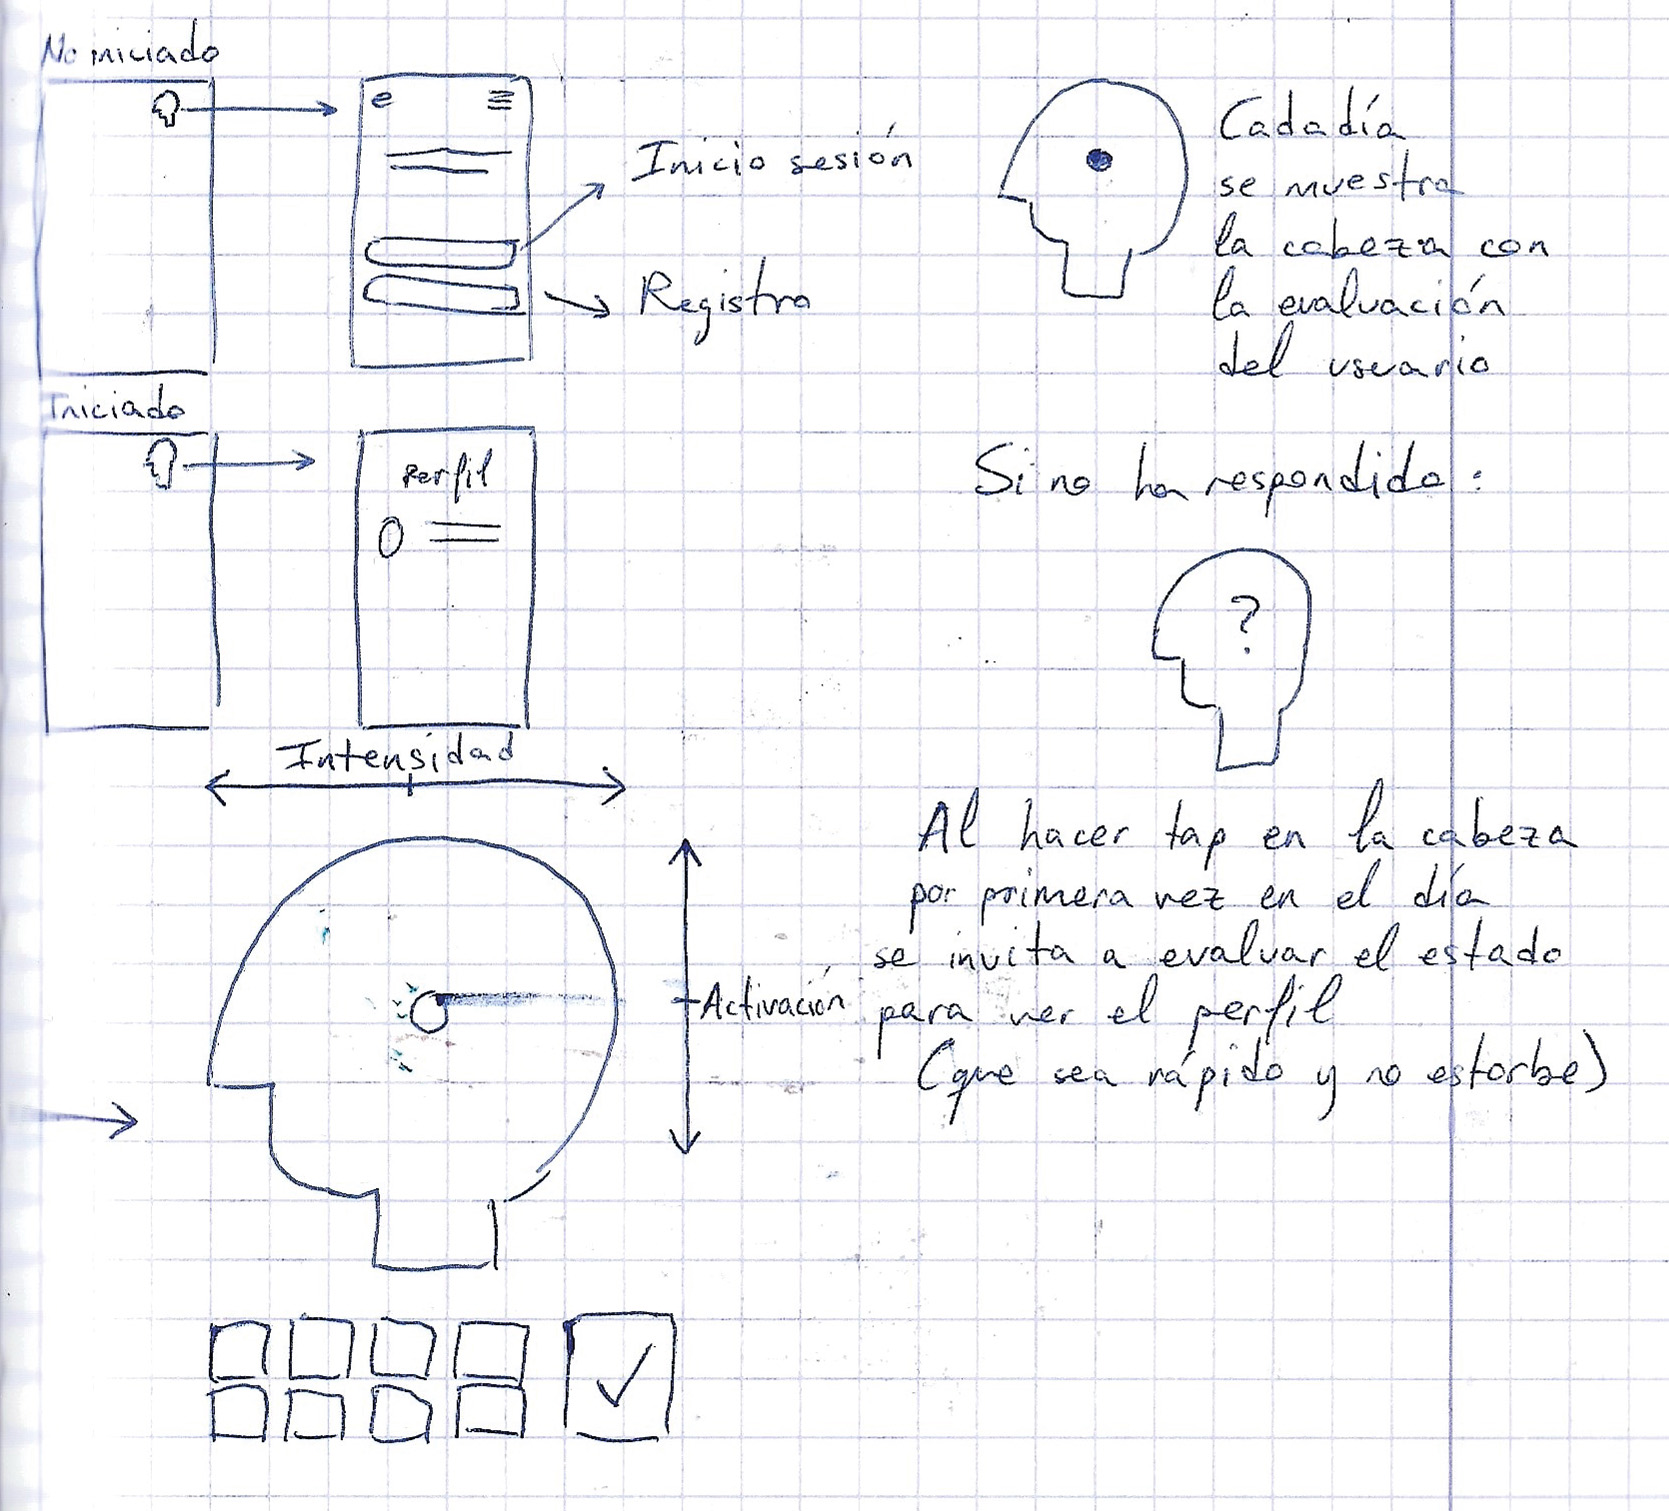 No iniciado
e
Inicio sesión
Registro
Cada día
se muestra
la cabeza con
la evaluación
del usuario
Iniciado
Perfil
Si no ha respondido:
?
Intensidad
Activación
Al hacer tap en la cabeza
por primera vez en el día
se invita a evaluar el estado
para ver el perfil
(que sea rápido y no estorbe)